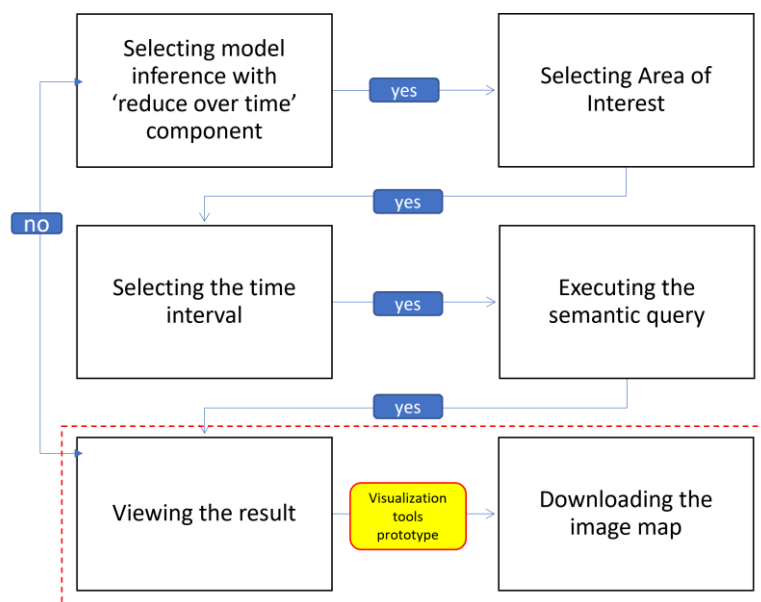 Selecting model
inference with
‘reduce over time’
component
yes
Selecting Area of
Interest
yes
no
Selecting the time
interval
yes
Executing the
semantic query
yes
Viewing the result
Visualization
tools
prototype
Downloading the
image map